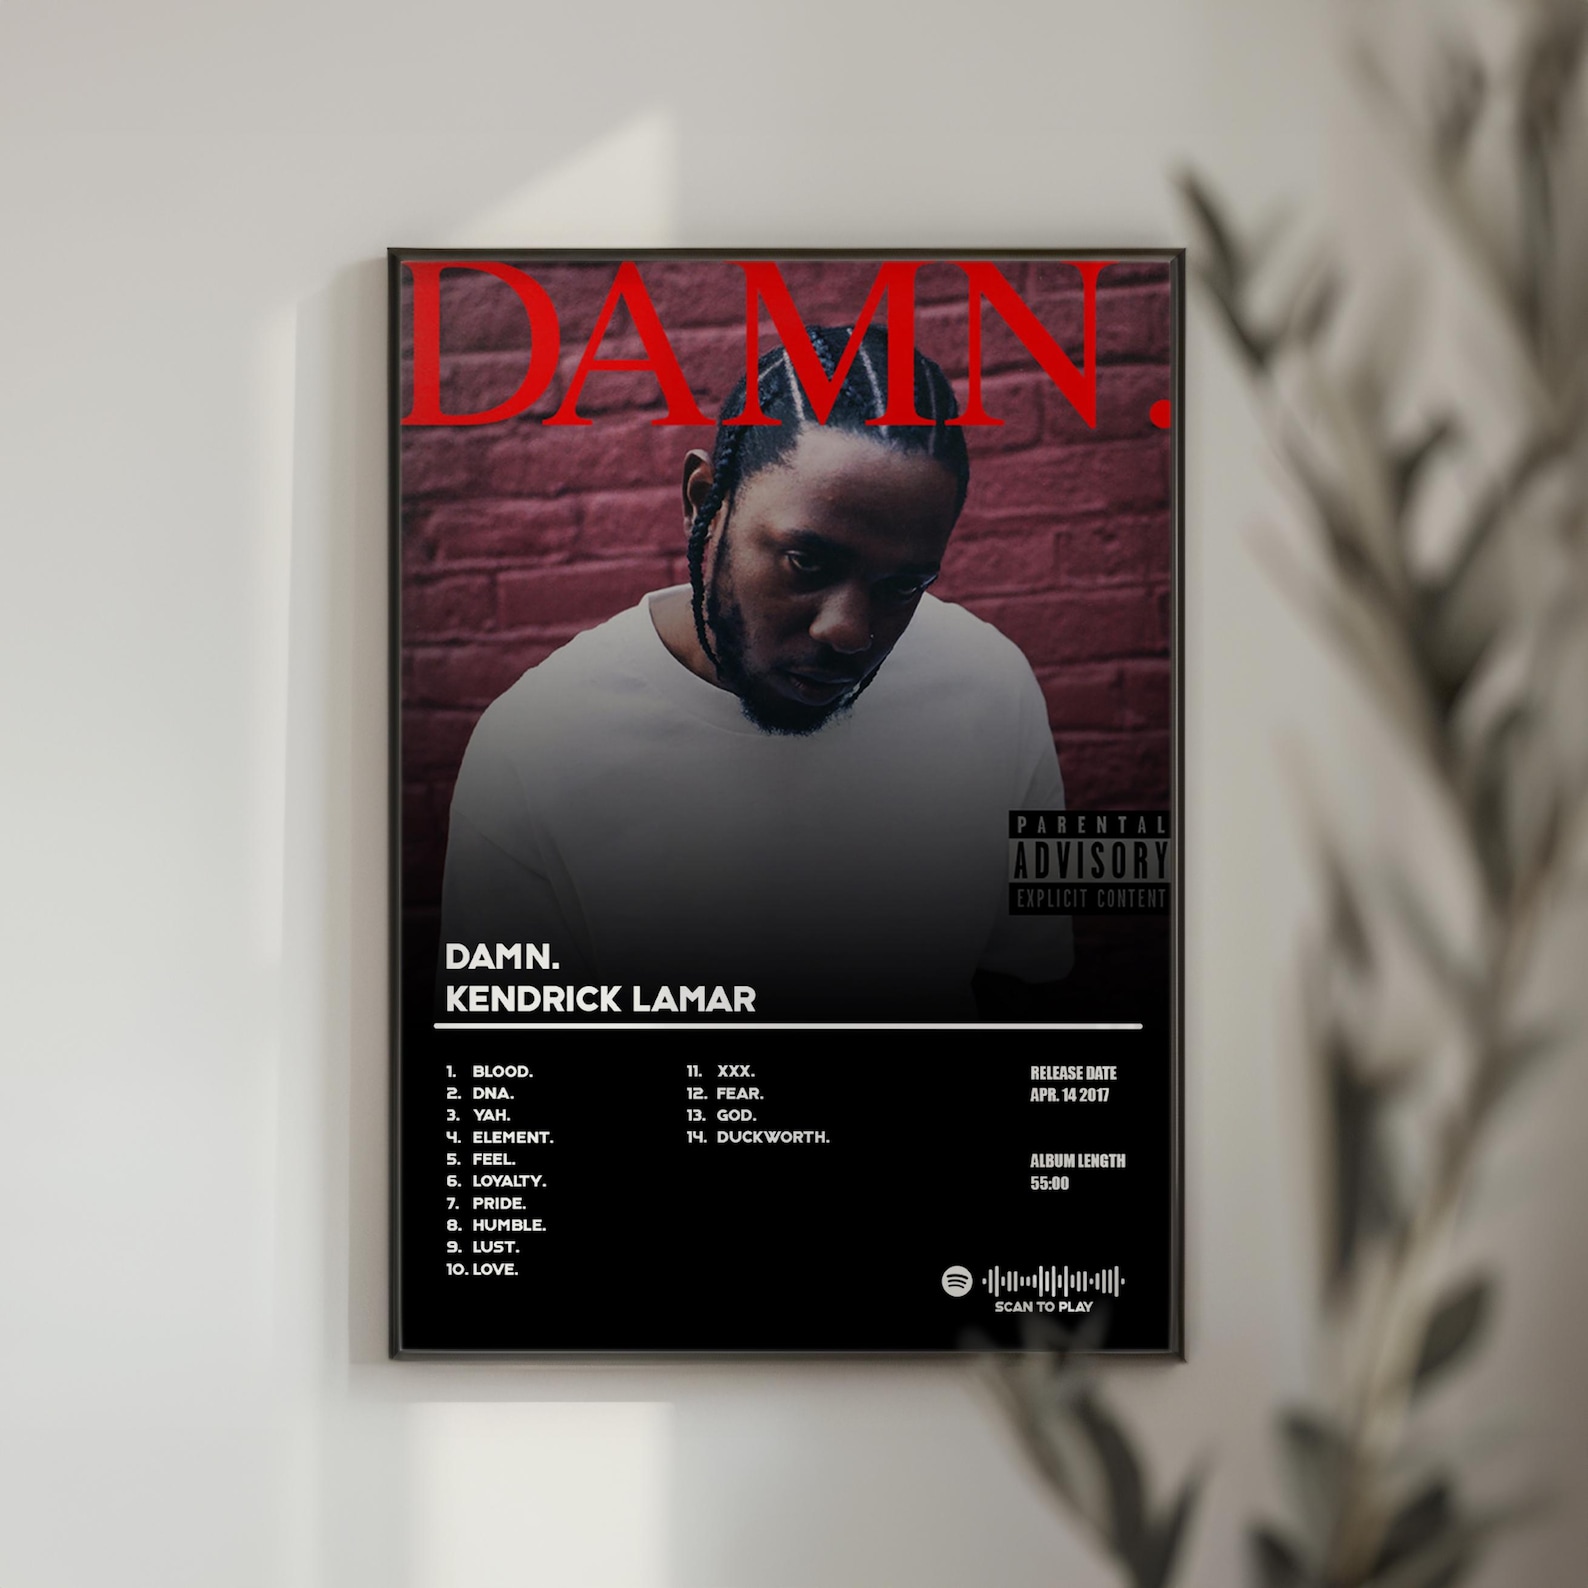 DAMN.
PARENTAL
ADVISORY
EXPLICIT CONTENT
DAMN.
KENDRICK LAMAR
1. BLOOD.
2. DNA.
3. YAH.
4. ELEMENT.
5. FEEL.
6. LOYALTY.
7. PRIDE.
8. HUMBLE.
9. LUST.
10. LOVE.
11. XXX.
12. FEAR.
13. GOD.
14. DUCKWORTH.
RELEASE DATE
APR. 14 2017
ALBUM LENGTH
55:00
SCAN TO PLAY